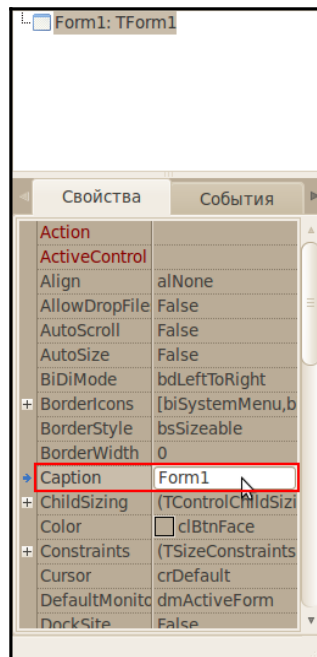 Form1: TForm1
Свойства События
Action
ActiveControl
Align alNone
AllowDropFile False
AutoScroll False
AutoSize False
BiDiMode bdLeftToRight
BorderIcons [biSystemMenu,b
BorderStyle bsSizeable
BorderWidth 0
Caption Form1
ChildSizing (TControlChildSizi
Color clBtnFace
Constraints (TSizeConstraints
Cursor crDefault
DefaultMonito dmActiveForm
DockSite False